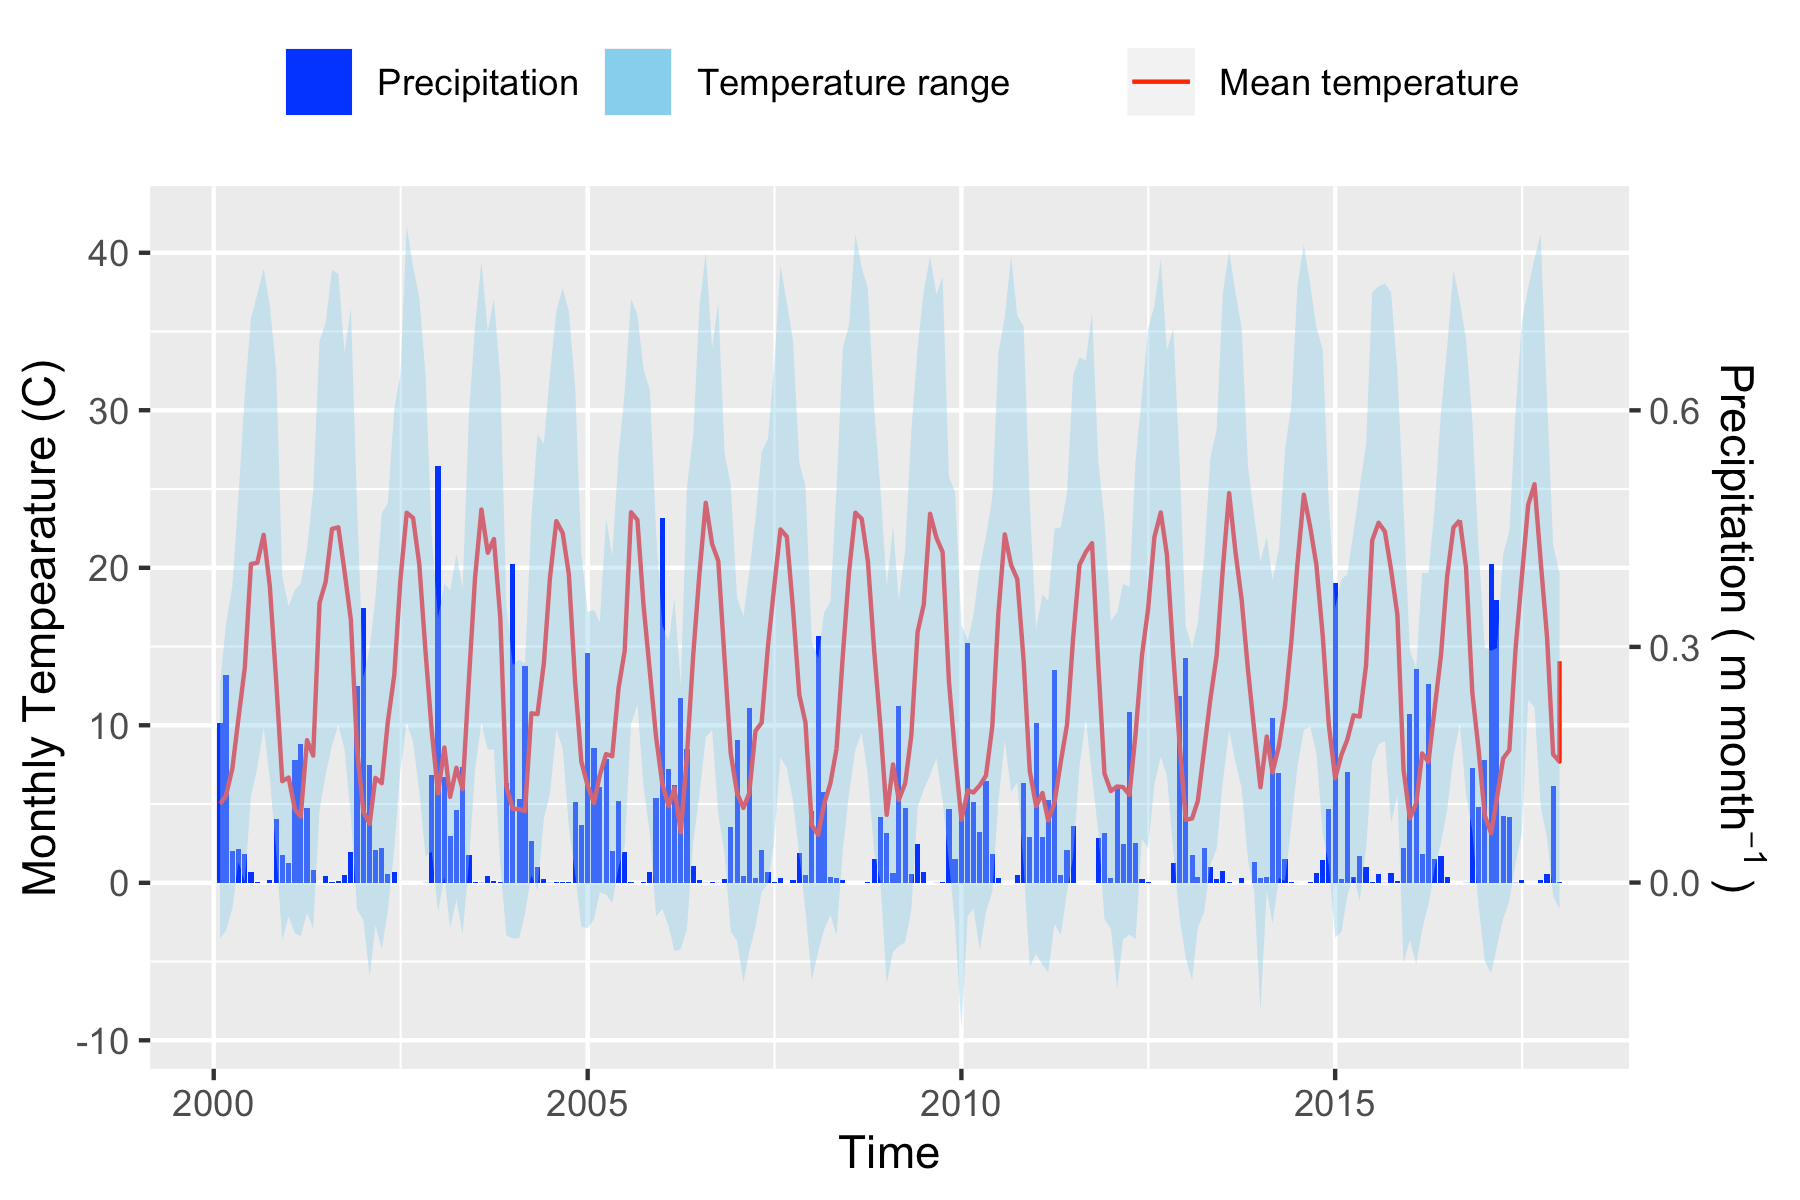 Precipitation Temperature range Mean temperature
Monthly Tempearature (C)
40
30
20
10
0
-10
0.6
0.3
0.0
Precipitation ( m month⁻¹ )
2000 2005 2010 2015
Time